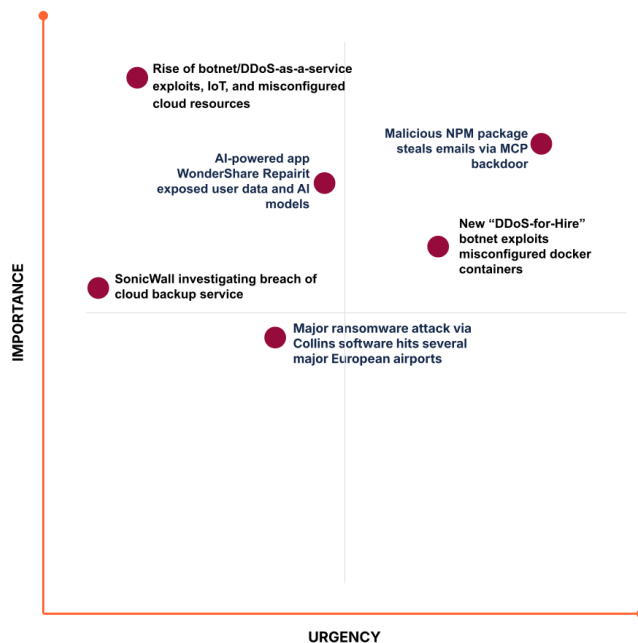 Rise of botnet/DDoS-as-a-service
exploits, IoT, and misconfigured
cloud resources
Malicious NPM package
steals emails via MCP
backdoor
AI-powered app
WonderShare Repairit
exposed user data and AI
models
New “DDoS-for-Hire”
botnet exploits
misconfigured docker
containers
SonicWall investigating breach of
cloud backup service
Major ransomware attack via
Collins software hits several
major European airports
IMPORTANCE
URGENCY